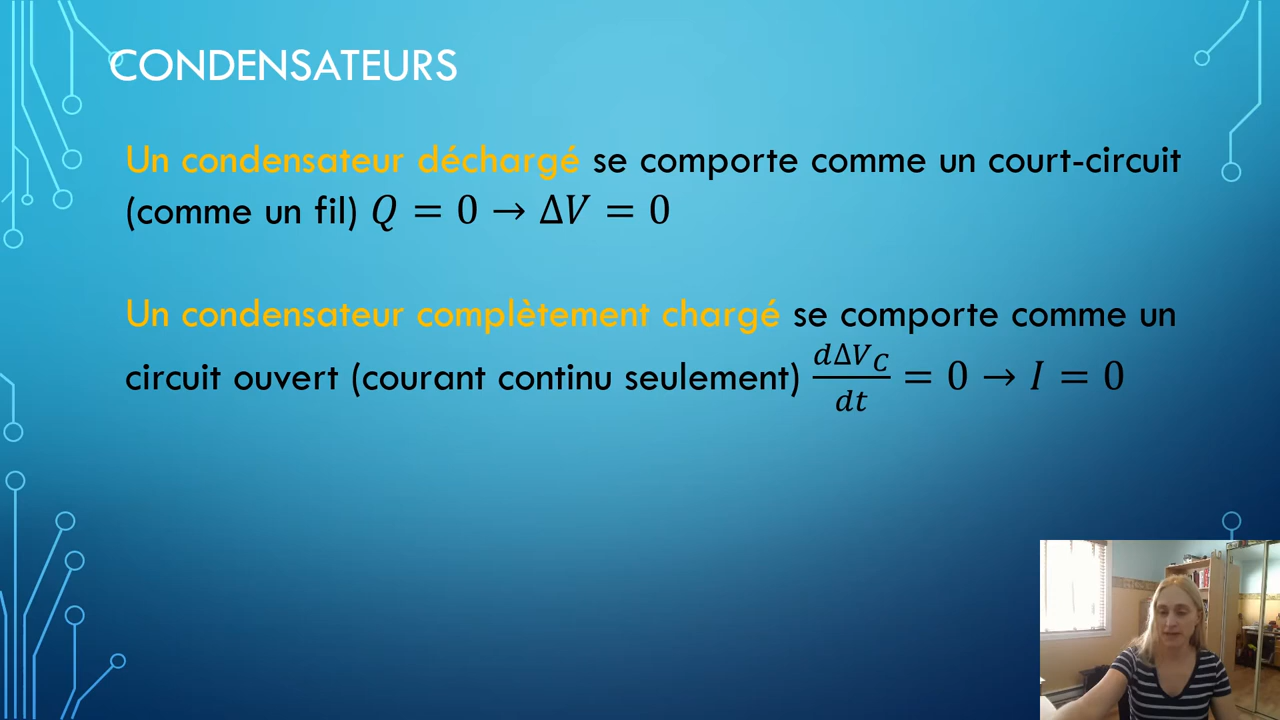 CONDENSATEURS
Un condensateur déchargé se comporte comme un court-circuit
(comme un fil) Q = 0 → ΔV = 0
Un condensateur complètement chargé se comporte comme un
circuit ouvert (courant continu seulement) dΔV_C/dt = 0 → I = 0